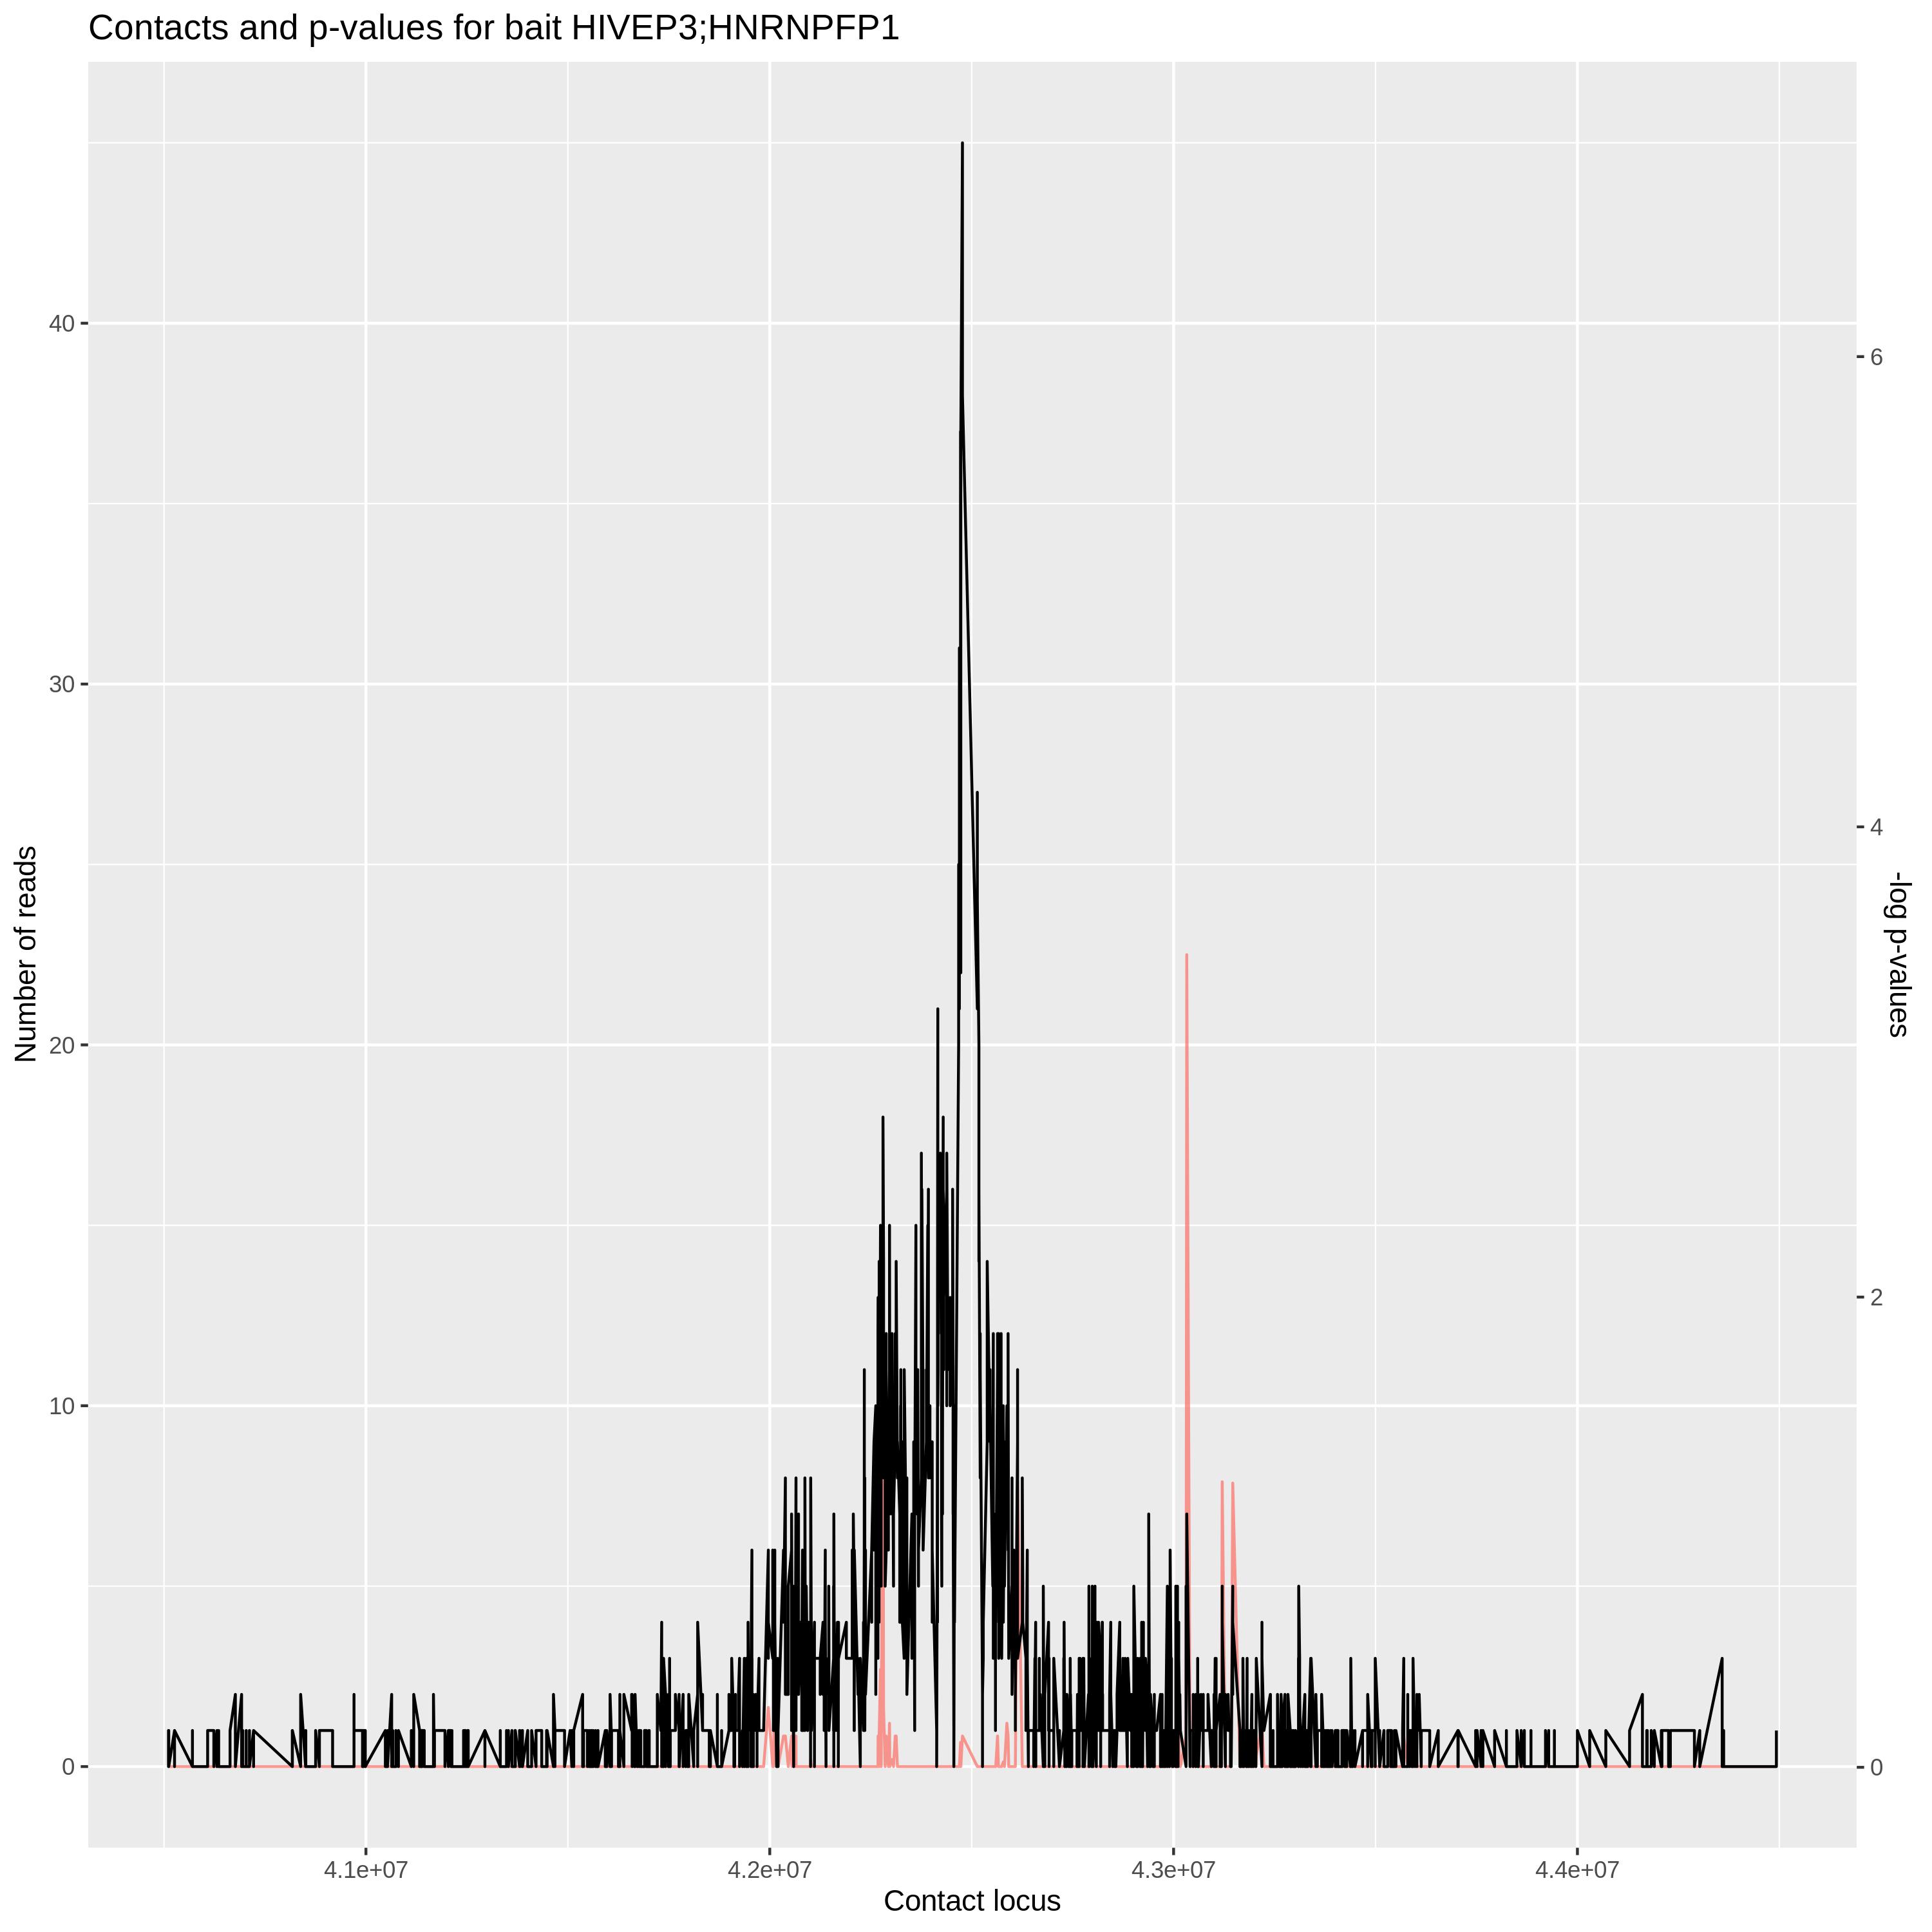 Contacts and p-values for bait HIVEP3;HNRNPFP1
Number of reads
40
30
20
10
0
6
4
2
0
-log p-values
4.1e+07
4.2e+07
4.3e+07
4.4e+07
Contact locus